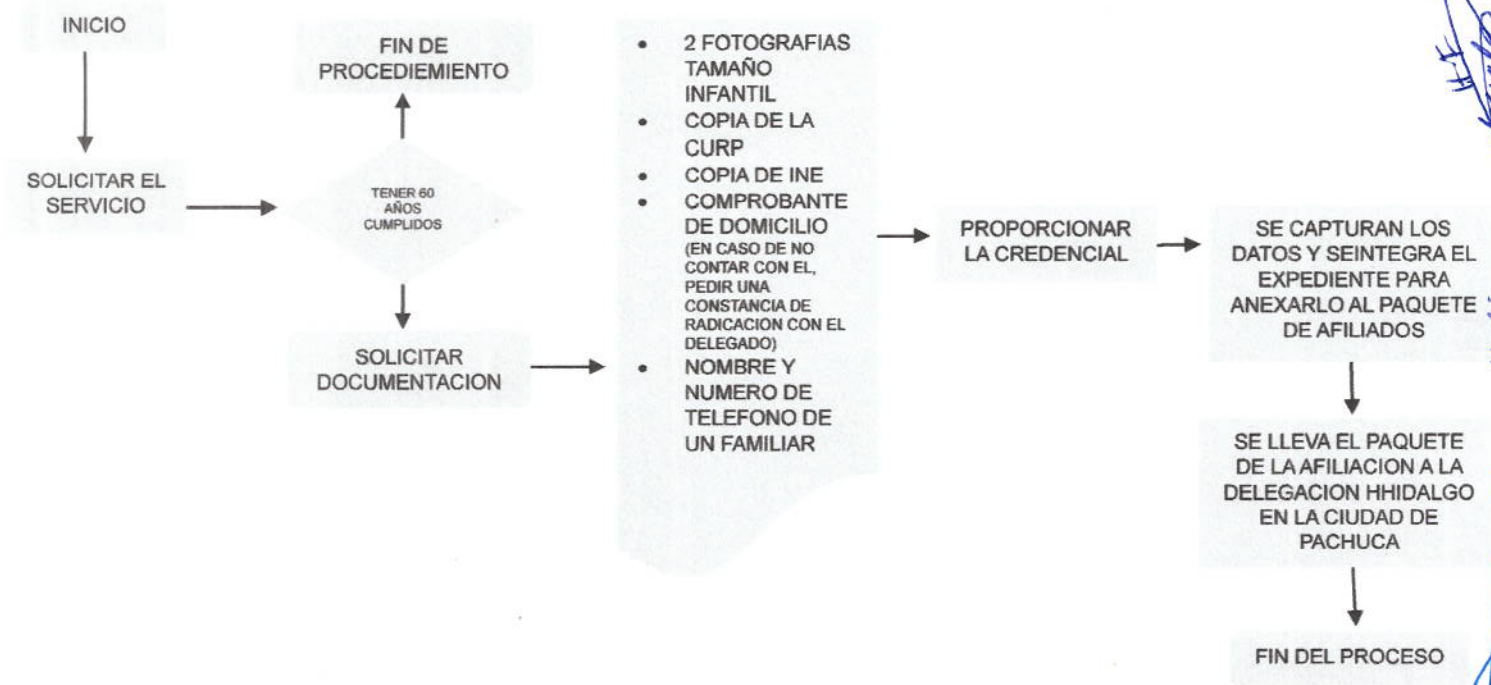 INICIO
SOLICITAR EL
SERVICIO
FIN DE
PROCEDIEMIENTO
TENER 60
AÑOS
CUMPLIDOS
SOLICITAR
DOCUMENTACION
• 2 FOTOGRAFIAS
TAMAÑO
INFANTIL
• COPIA DE LA
CURP
• COPIA DE INE
• COMPROBANTE
DE DOMICILIO
(EN CASO DE NO
CONTAR CON EL,
PEDIR UNA
CONSTANCIA DE
RADICACION CON EL
DELEGADO)
• NOMBRE Y
NUMERO DE
TELEFONO DE
UN FAMILIAR
PROPORCIONAR
LA CREDENCIAL
SE CAPTURAN LOS
DATOS Y SEINTEGRA EL
EXPEDIENTE PARA
ANEXARLO AL PAQUETE
DE AFILIADOS
SE LLEVA EL PAQUETE
DE LA AFILIACION A LA
DELEGACION HHIDALGO
EN LA CIUDAD DE
PACHUCA
FIN DEL PROCESO